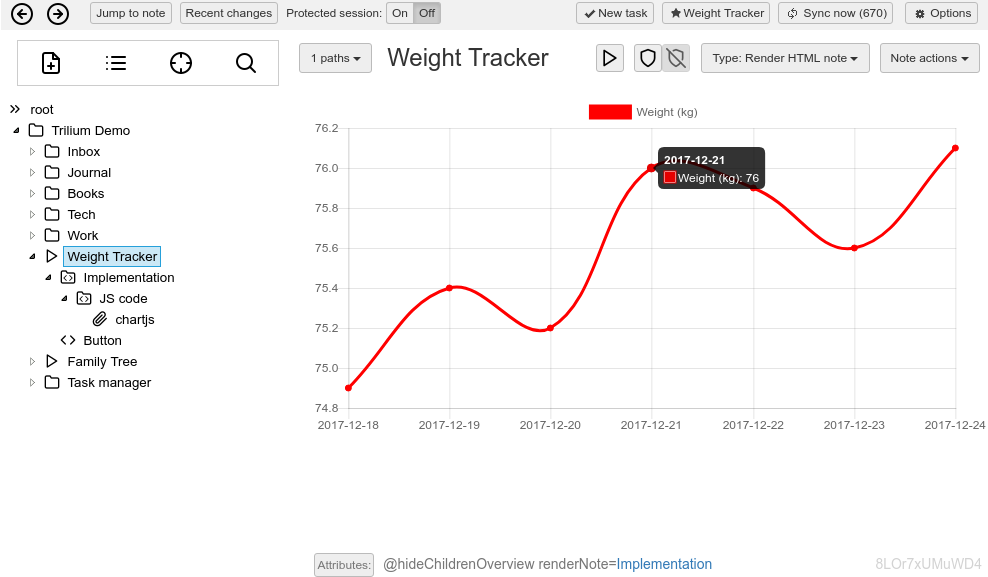 Jump to note Recent changes Protected session: On Off New task Weight Tracker Sync now (670) Options
1 paths Weight Tracker Type: Render HTML note Note actions
root
Trilium Demo
Inbox
Journal
Books
Tech
Work
Weight Tracker
Implementation
JS code
chartjs
Button
Family Tree
Task manager
Weight (kg)
76.2
76.0
75.8
75.6
75.4
75.2
75.0
74.8
2017-12-21
Weight (kg): 76
2017-12-18 2017-12-19 2017-12-20 2017-12-21 2017-12-22 2017-12-23 2017-12-24
Attributes: @hideChildrenOverview renderNote=Implementation 8LOr7xUMuWD4